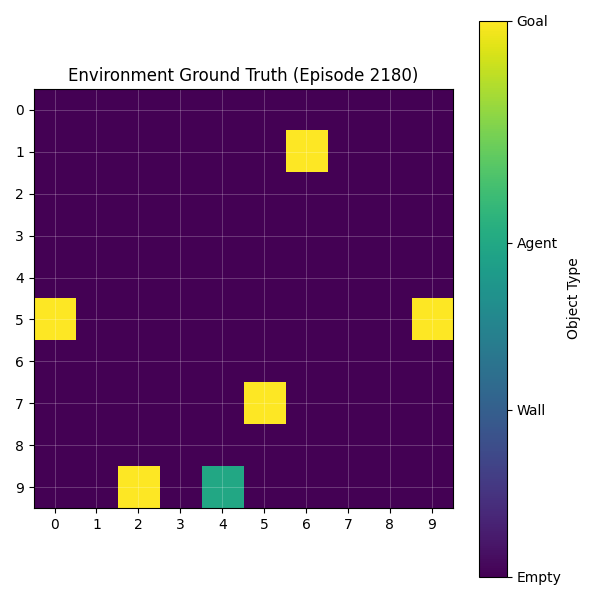 Environment Ground Truth (Episode 2180)
0
1
2
3
4
5
6
7
8
9
0 1 2 3 4 5 6 7 8 9
Goal
Agent
Wall
Empty
Object Type